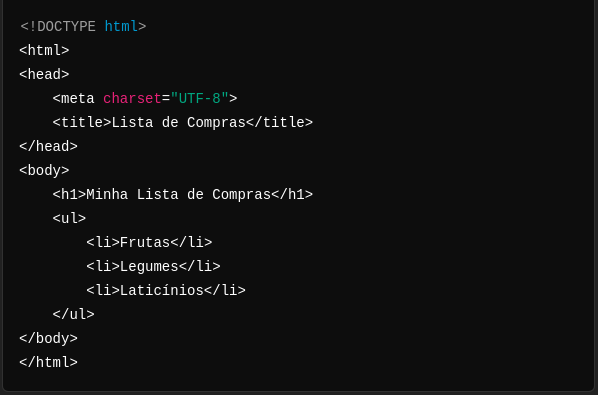 <!DOCTYPE html>
<html>
<head>
    <meta charset="UTF-8">
    <title>Lista de Compras</title>
</head>
<body>
    <h1>Minha Lista de Compras</h1>
    <ul>
        <li>Frutas</li>
        <li>Legumes</li>
        <li>Laticínios</li>
    </ul>
</body>
</html>